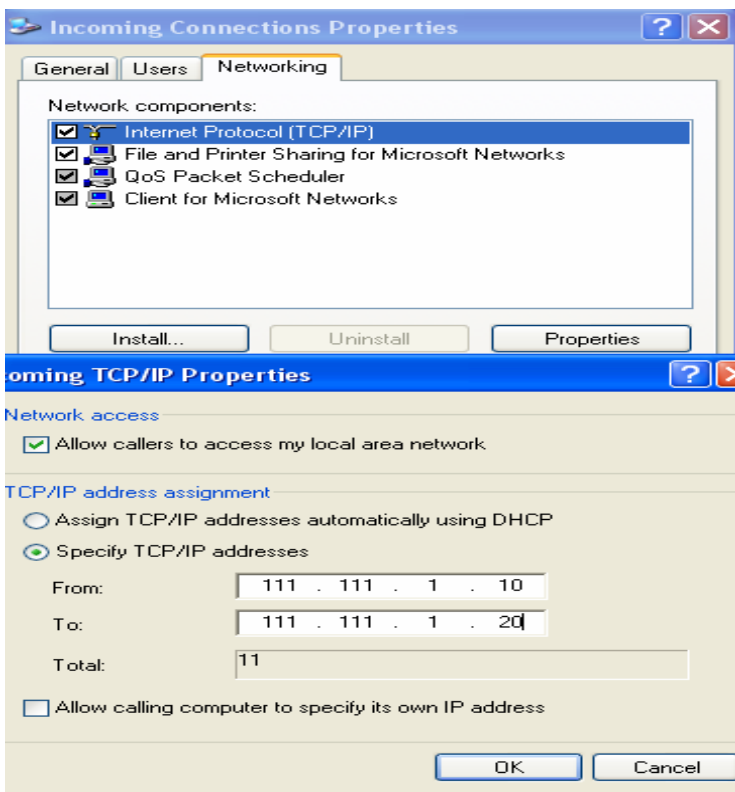 Incoming Connections Properties
General Users Networking
Network components:
Internet Protocol (TCP/IP)
File and Printer Sharing for Microsoft Networks
QoS Packet Scheduler
Client for Microsoft Networks
Install... Uninstall Properties
oming TCP/IP Properties
Network access
Allow callers to access my local area network
TCP/IP address assignment
Assign TCP/IP addresses automatically using DHCP
Specify TCP/IP addresses
From: 111 . 111 . 1 . 10
To: 111 . 111 . 1 . 20
Total: 11
Allow calling computer to specify its own IP address
OK Cancel